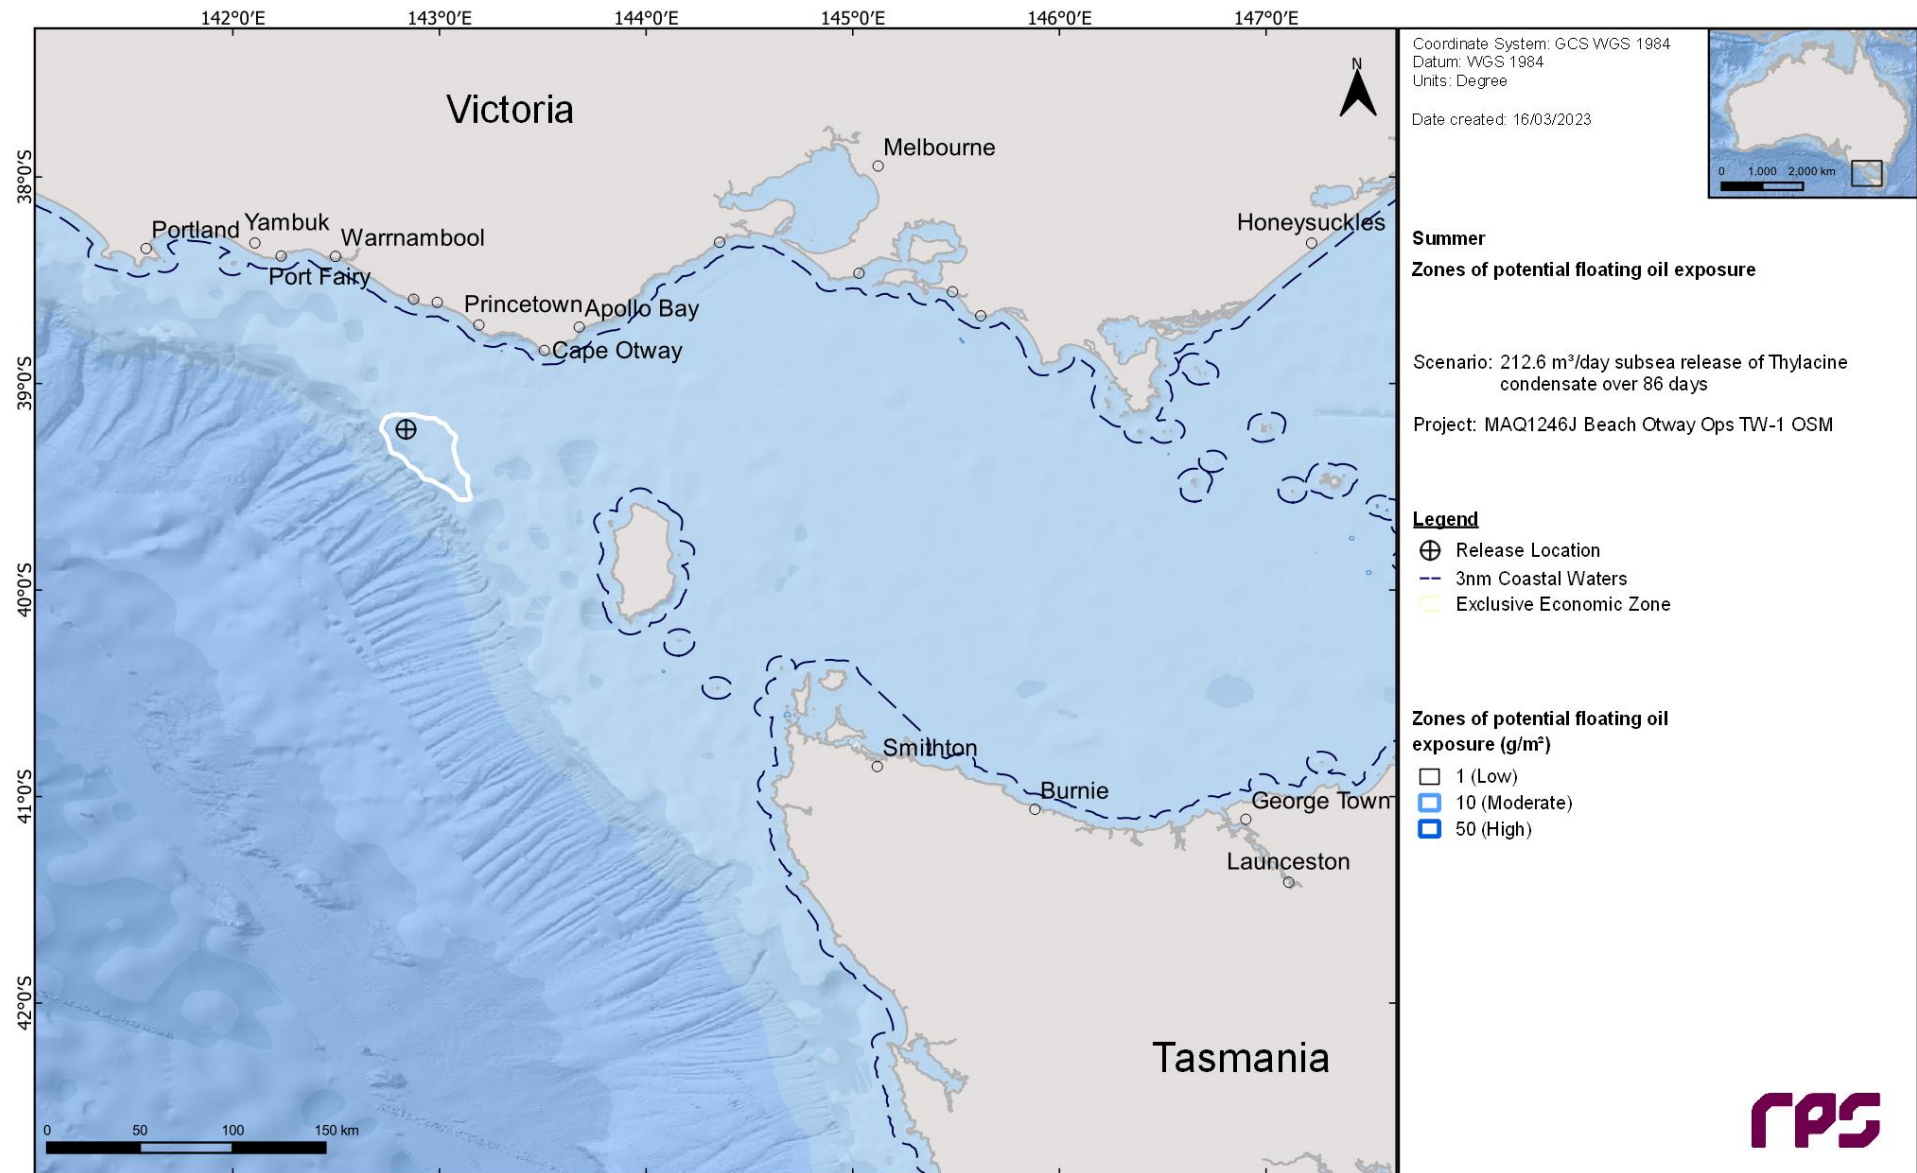 142°0'E
143°0'E
144°0'E
145°0'E
146°0'E
147°0'E
38°0'S
39°0'S
40°0'S
41°0'S
42°0'S
Victoria
N
Melbourne
Portland
Yambuk
Warrnambool
Port Fairy
Princetown
Apollo Bay
Cape Otway
Honeysuckles
Smithton
Burnie
George Town
Launceston
Tasmania
0 50 100 150 km
Coordinate System: GCS WGS 1984
Datum: WGS 1984
Units: Degree
Date created: 16/03/2023
0 1,000 2,000 km
Summer
Zones of potential floating oil exposure
Scenario: 212.6 m³/day subsea release of Thylacine
condensate over 86 days
Project: MAQ1246J Beach Otway Ops TW-1 OSM
Legend
Release Location
3nm Coastal Waters
Exclusive Economic Zone
Zones of potential floating oil
exposure (g/m²)
1 (Low)
10 (Moderate)
50 (High)
rps